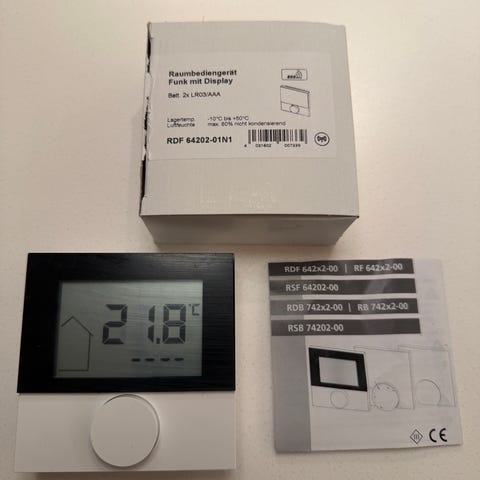 Raumbediengerät
Funk mit Display
Batt. 2x LR03/AAA
Lagertemp. -10°C bis +50°C
Luftfeuchte max. 80% nicht kondensierend
RDF 64202-01N1
21.8 °C
----
RDF 642x2-00 | RF 642x2-00
RSF 64202-00
RDB 742x2-00 | RB 742x2-00
RSB 74202-00
CE